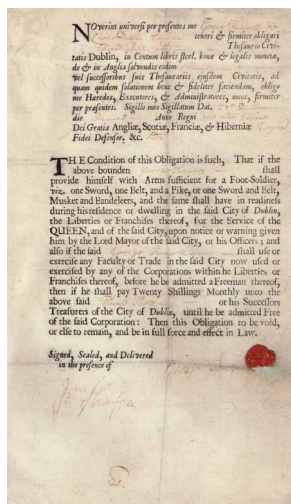 NOverint universi per presentes me
teneri & firmiter obligari
Thesaurio Civi-
tatis Dublin, in Centum libris sterl. bonæ & legalis monetæ,
de & in Anglia solvendis eidem
vel successoribus suis Thesaurariis ejusdem Civitatis, ad
quam quidem solutionem bene & fideliter faciendam, obligo
me Haredes, Executores, & Administratores, meos, firmiter
per præsentes. Sigillo meo Sigillatum Dat.
die Anno Regni
Dei Gratia Angliæ, Scotiæ, Franciæ, & Hiberniæ
Fidei Defensor. &c.
THE Condition of this Obligation is such, That if the
above bounden shall
provide himself with Arms sufficient for a Foot-Soldier,
viz. one Sword, one Belt, and a Pike, or one Sword and Belt,
Musket and Bandeleers, and the same shall have in readiness
during his residence or dwelling in the said City of Dublin,
the Liberties or Franchises thereof, for the Service of the
QUEEN, and of the said City, upon notice or warning given
him by the Lord Mayor of the said City, or his Officers; and
also if the said shall use or
exercise any Faculty or Trade in the said City now used or
exercised by any of the Corporations within he Liberties or
Franchises thereof, before he be admitted a Freeman thereof,
then if he shall pay Twenty Shillings Monthly unto the
above said or his Successors
Treasurers of the City of Dublin, until he be admitted Free
of the said Corporation: Then this Obligation to be void,
or else to remain, and be in full force and effect in Law.
Signed, Sealed, and Delivered
in the presence of